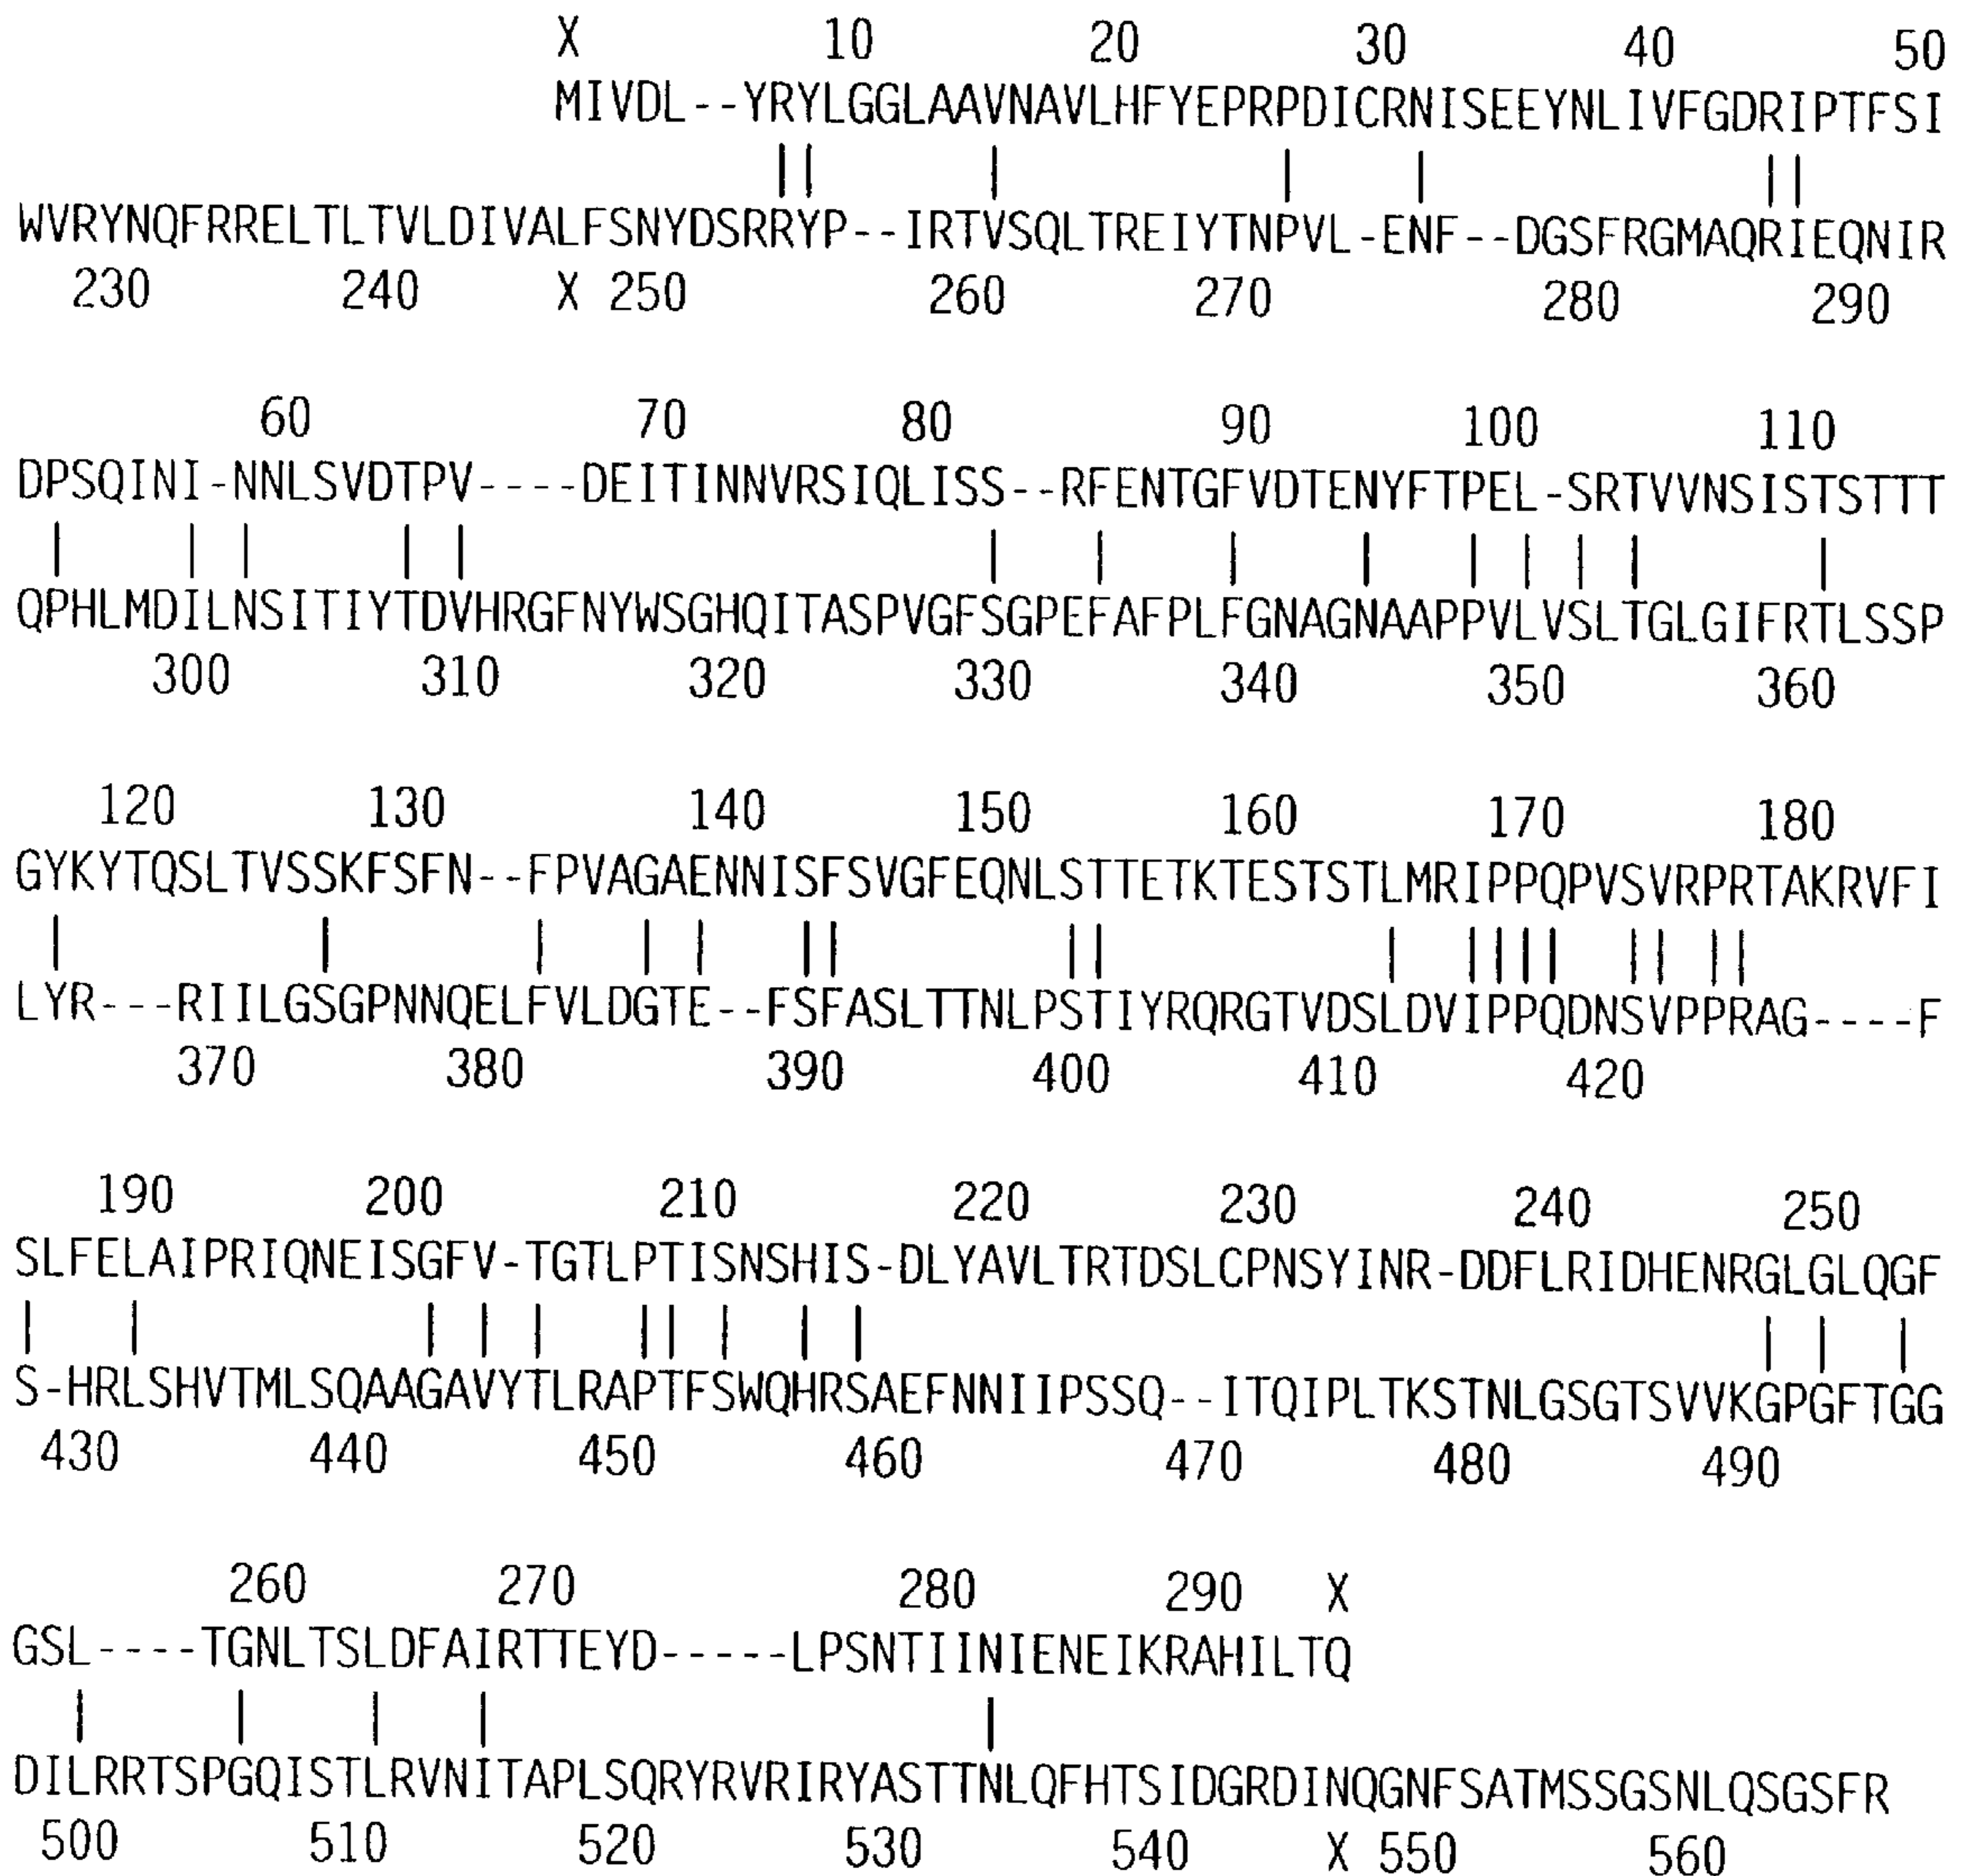 X 10 20 30 40 50
MIVDL--YRYLGGLAAVNAVLHFYEPRPDICRNISEEYNLIVFGDRIPTFSI
|| | | | ||
WVRYNQFRRELTLTVLDIVALFSNYDSRRYP--IRTVSQLTREIYTNPVL-ENF--DGSFRGMAQRIEQNIR
230 240 X 250 260 270 280 290
60 70 80 90 100 110
DPSQINI-NNLSVDTPV----DEITINNVRSIQLISS--RFENTGFVDTENYFTPEL-SRTVVNSISTSTTT
| | | | | | | | | | | | | |
QPHLMDILNSITIYTDVHRGFNYWSGHQITASPVGFSGPEFAFPLFGNAGNAAPPVLVSLTGLGIFRTLSSP
300 310 320 330 340 350 360
120 130 140 150 160 170 180
GYKYTQSLTVSSKFSFN--FPVAGAENNISFSVGFEQNLSTTETKTESTSTLMRIPPQPVSVRPRTAKRVFI
| | | | | || || | |||| || ||
LYR---RIILGSGPNNQELFVLDGTE--FSFASLTTNLPSTIYRQRGTVDSLDVIPPQDNSVPPRAG----F
370 380 390 400 410 420
190 200 210 220 230 240 250
SLFELAIPRIQNEISGFV-TGTLPTISNSHIS-DLYAVLTRTDSLCPNSYINR-DDFLRIDHENRGLGLQGF
| | | | | || | | | | | |
S-HRLSHVTMLSQAAGAVYTLRAPTFSWQHRSAEFNNIIPSSQ--ITQIPLTKSTNLGSGTSVVKGPGFTGG
430 440 450 460 470 480 490
260 270 280 290 X
GSL----TGNLTSLDFAIRTTEYD-----LPSNTIINIENEIKRAHILTQ
| | | | |
DILRRTSPGQISTLRVNITAPLSQRYRVRIRYASTTNLQFHTSIDGRDINQGNFSATMSSGSNLQSGSFR
500 510 520 530 540 X 550 560